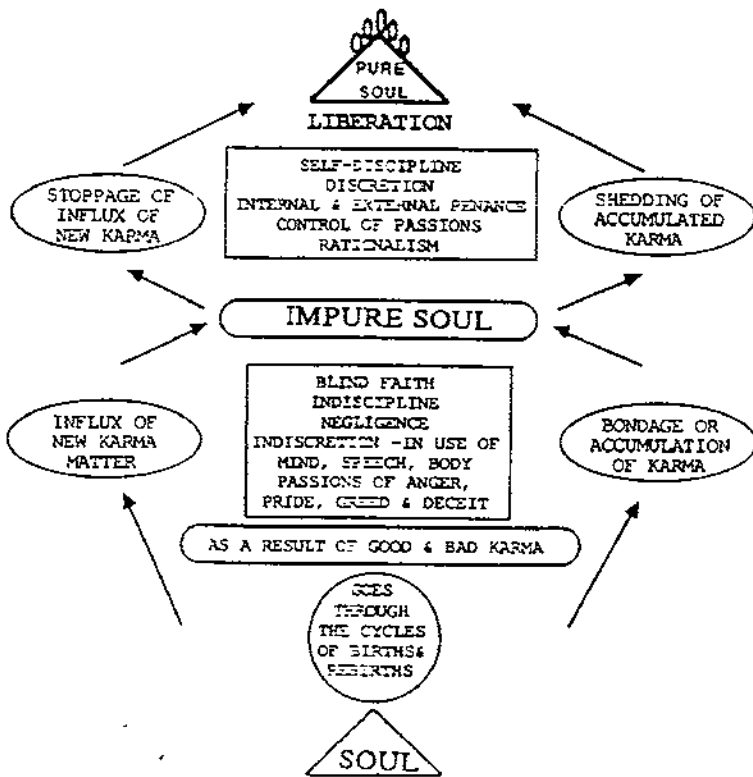 PURE
SOUL
LIBERATION
SELF-DISCIPLINE
DISCRETION
INTERNAL & EXTERNAL PENANCE
CONTROL OF PASSIONS
RATIONALISM
STOPPAGE OF
INFLUX OF
NEW KARMA
SHEDDING OF
ACCUMULATED
KARMA
IMPURE SOUL
BLIND FAITH
INDISCIPLINE
NEGLIGENCE
INDISCRETION -IN USE OF
MIND, SPEECH, BODY
PASSIONS OF ANGER,
PRIDE, GREED & DECEIT
INFLUX OF
NEW KARMA
MATTER
BONDAGE OR
ACCUMULATION
OF KARMA
AS A RESULT OF GOOD & BAD KARMA
GOES
THROUGH
THE CYCLES
OF BIRTHS&
REBIRTHS
SOUL